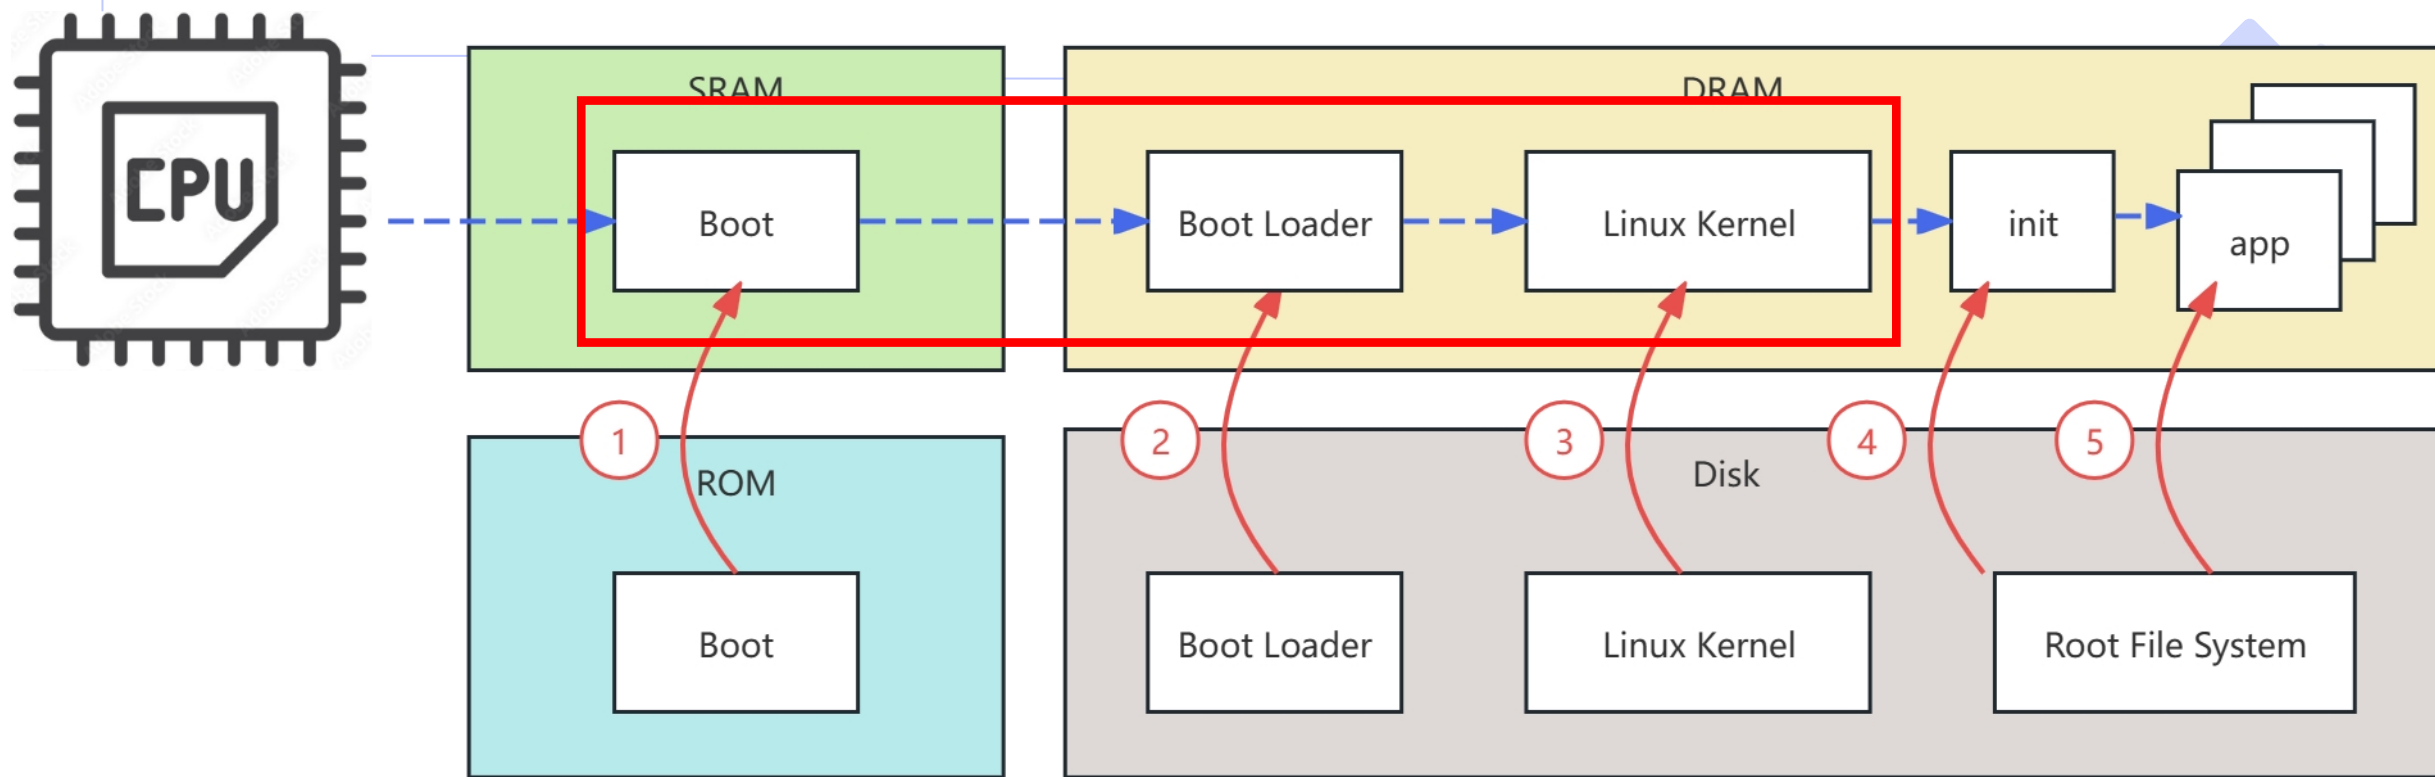 CPU
SRAM
DRAM
Boot
Boot Loader
Linux Kernel
init
app
1
2
3
4
5
ROM
Disk
Boot
Boot Loader
Linux Kernel
Root File System